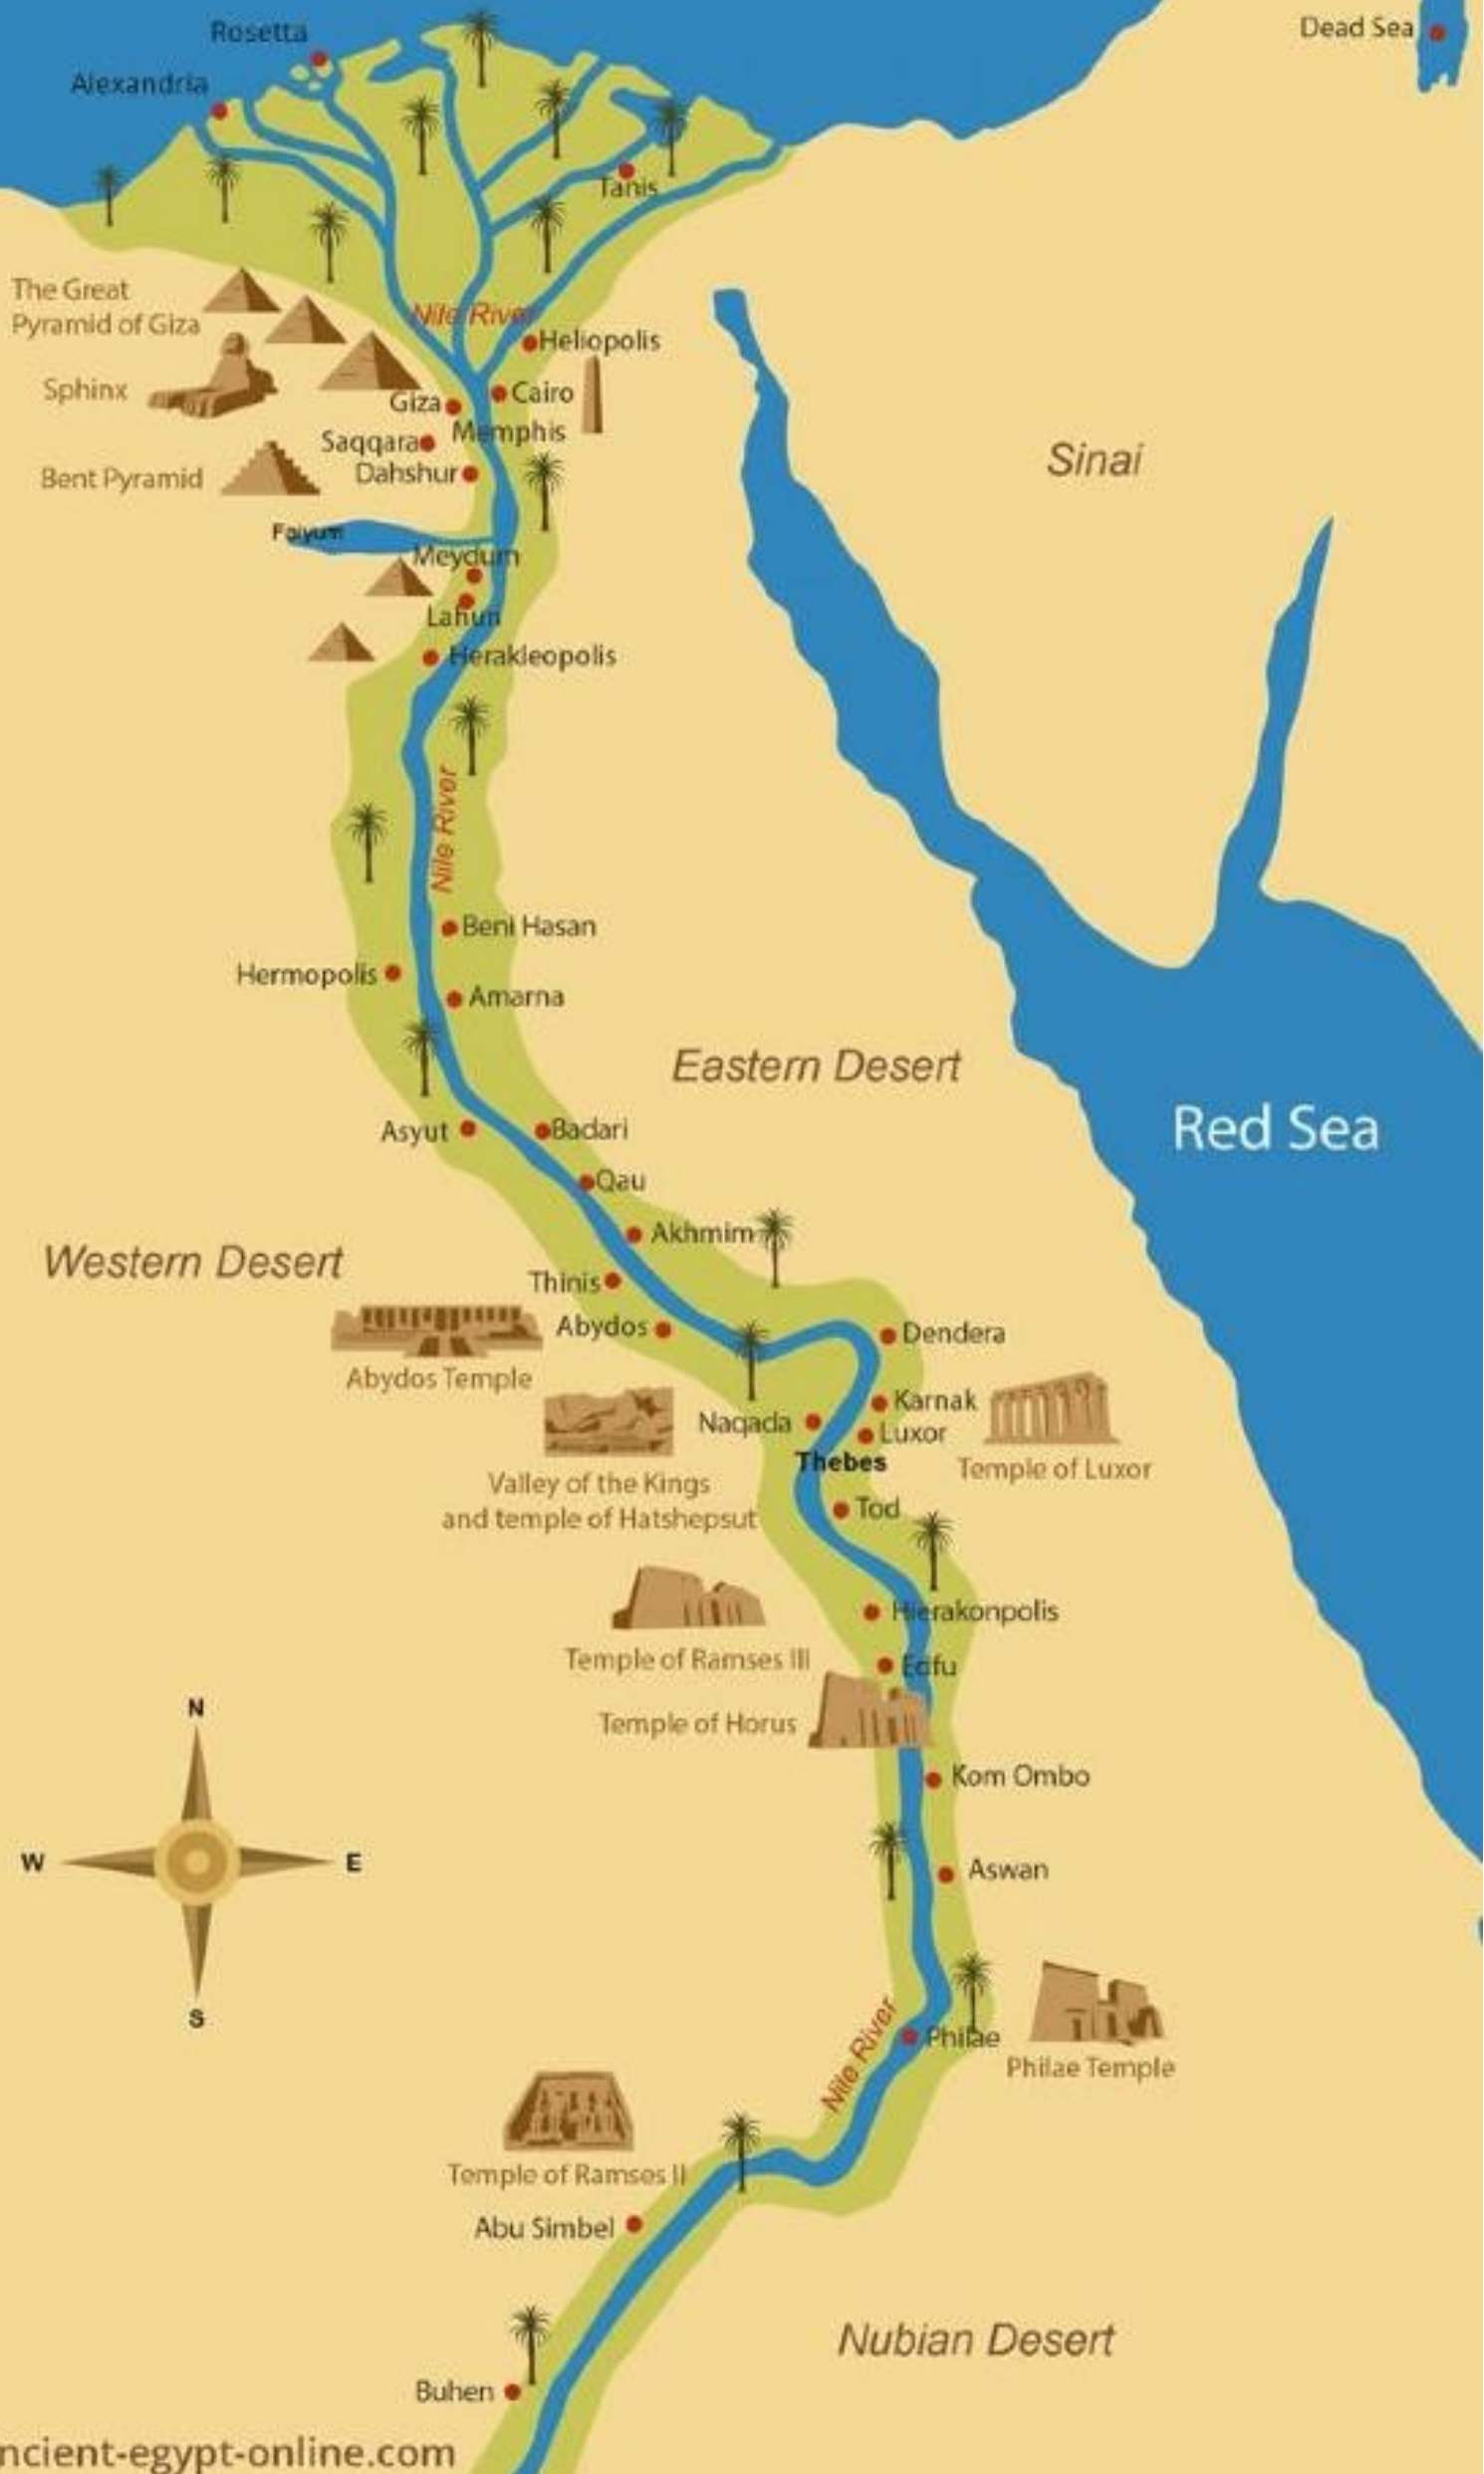 Dead Sea
Rosetta
Alexandria
Tanis
The Great
Pyramid of Giza
Nile River
Heliopolis
Sphinx
Cairo
Giza
Memphis
Saqqara
Sinai
Bent Pyramid
Dahshur
Faiyum
Meydum
Lahun
Herakleopolis
Nile River
Beni Hasan
Hermopolis
Amarna
Eastern Desert
Red Sea
Asyut
Badari
Qau
Akhmim
Western Desert
Thinis
Abydos
Dendera
Abydos Temple
Karnak
Naqada
Luxor
Thebes
Temple of Luxor
Valley of the Kings
and temple of Hatshepsut
Tod
Hierakonpolis
Temple of Ramses III
Edfu
Temple of Horus
N
Kom Ombo
W
E
Aswan
S
Nile River
Philae
Philae Temple
Temple of Ramses II
Abu Simbel
Nubian Desert
Buhen
ncient-egypt-online.com